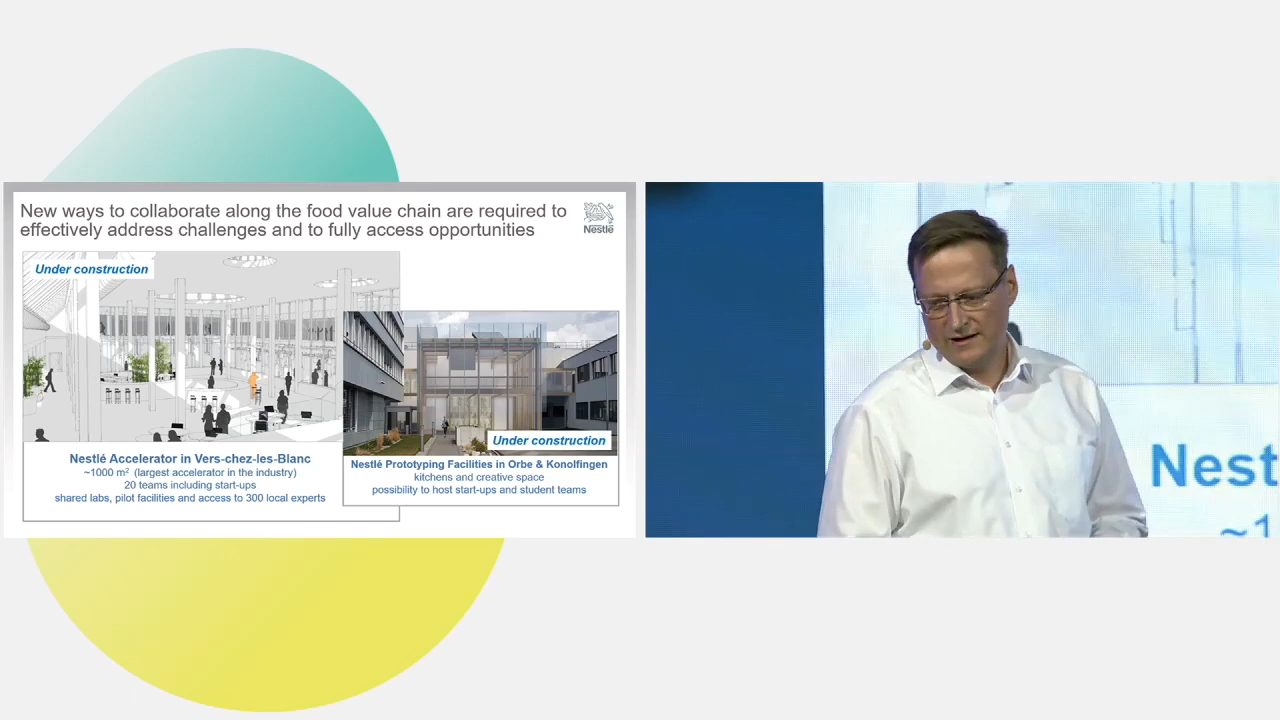 New ways to collaborate along the food value chain are required to
effectively address challenges and to fully access opportunities
Nestlé
Under construction
Under construction
Nestlé Accelerator in Vers-chez-les-Blanc
~1000 m² (largest accelerator in the industry)
20 teams including start-ups
shared labs, pilot facilities and access to 300 local experts
Nestlé Prototyping Facilities in Orbe & Konolfingen
kitchens and creative space
possibility to host start-ups and student teams
Nest
~1